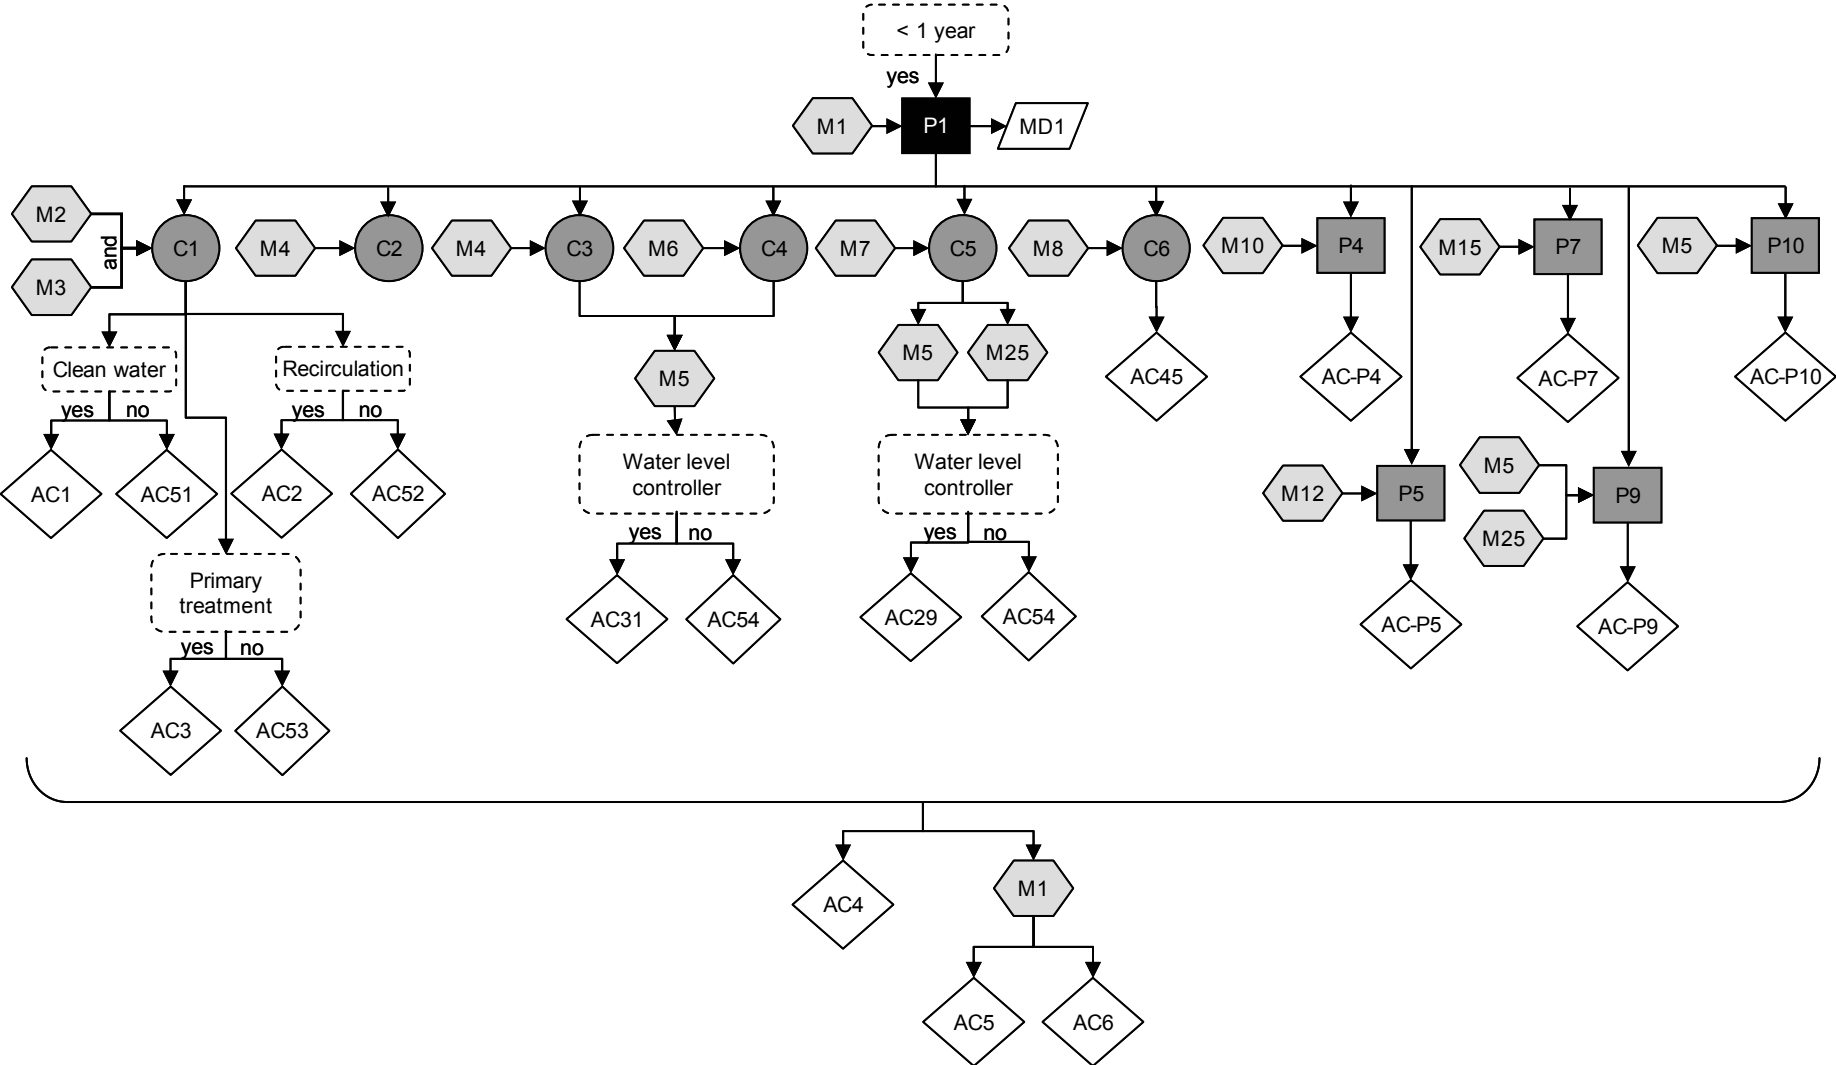 < 1 year
yes
M1
P1
MD1
M2
and
M3
C1
M4
C2
M4
C3
M6
C4
M7
C5
M8
C6
M10
P4
M15
P7
M5
P10
Clean water
yes
no
AC1
AC51
Recirculation
yes
no
AC2
AC52
Primary
treatment
yes
no
AC3
AC53
M5
Water level
controller
yes
no
AC31
AC54
M5
M25
Water level
controller
yes
no
AC29
AC54
AC45
AC-P4
M12
P5
AC-P5
AC-P7
M5
M25
P9
AC-P9
AC-P10
AC4
M1
AC5
AC6